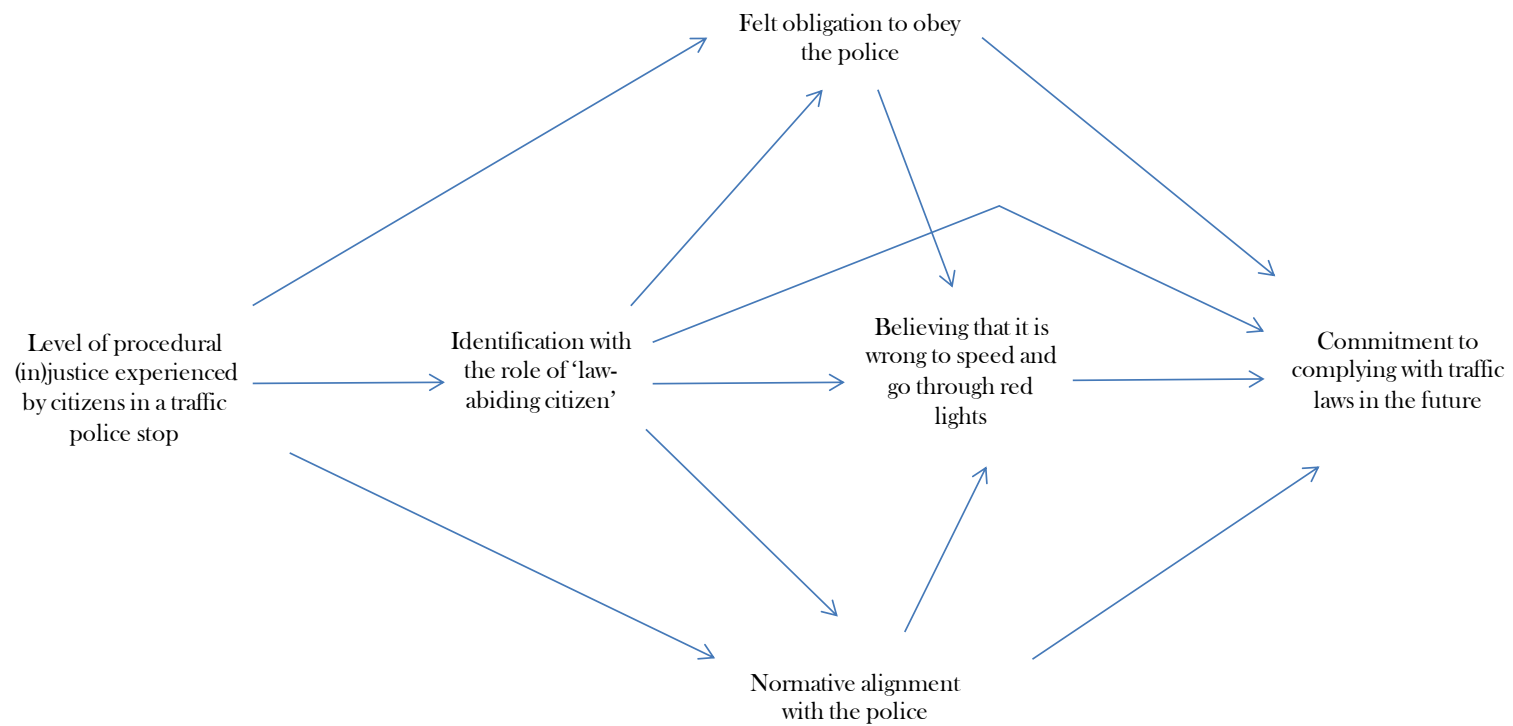 Felt obligation to obey
the police
Level of procedural
(in)justice experienced
by citizens in a traffic
police stop
Identification with
the role of ‘law-
abiding citizen’
Believing that it is
wrong to speed and
go through red
lights
Commitment to
complying with traffic
laws in the future
Normative alignment
with the police